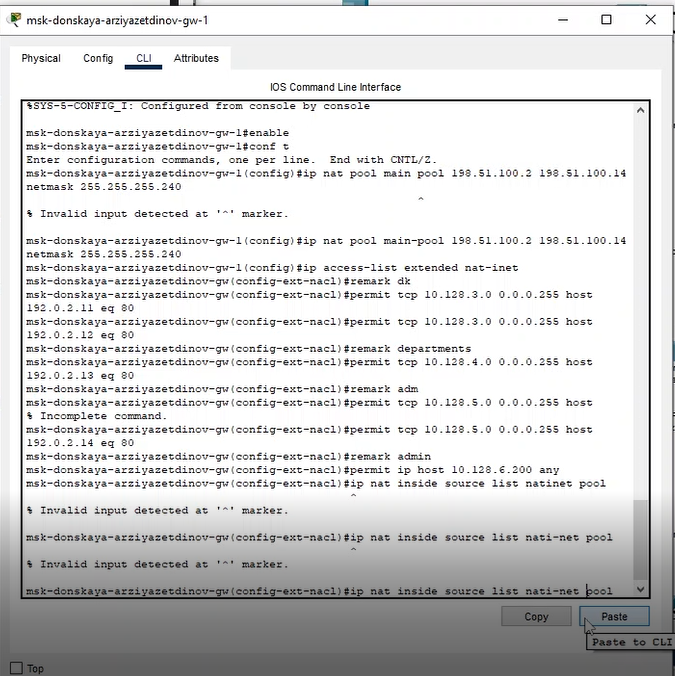 msk-donskaya-arziyazetdinov-gw-1
Physical Config CLI Attributes
IOS Command Line Interface
%SYS-5-CONFIG_I: Configured from console by console
msk-donskaya-arziyazetdinov-gw-1#enable
msk-donskaya-arziyazetdinov-gw-1#conf t
Enter configuration commands, one per line.  End with CNTL/Z.
msk-donskaya-arziyazetdinov-gw-1(config)#ip nat pool main pool 198.51.100.2 198.51.100.14
netmask 255.255.255.240
^
% Invalid input detected at '^' marker.
msk-donskaya-arziyazetdinov-gw-1(config)#ip nat pool main-pool 198.51.100.2 198.51.100.14
netmask 255.255.255.240
msk-donskaya-arziyazetdinov-gw-1(config)#ip access-list extended nat-inet
msk-donskaya-arziyazetdinov-gw(config-ext-nacl)#remark dk
msk-donskaya-arziyazetdinov-gw(config-ext-nacl)#permit tcp 10.128.3.0 0.0.0.255 host
192.0.2.11 eq 80
msk-donskaya-arziyazetdinov-gw(config-ext-nacl)#permit tcp 10.128.3.0 0.0.0.255 host
192.0.2.12 eq 80
msk-donskaya-arziyazetdinov-gw(config-ext-nacl)#remark departments
msk-donskaya-arziyazetdinov-gw(config-ext-nacl)#permit tcp 10.128.4.0 0.0.0.255 host
192.0.2.13 eq 80
msk-donskaya-arziyazetdinov-gw(config-ext-nacl)#remark adm
msk-donskaya-arziyazetdinov-gw(config-ext-nacl)#permit tcp 10.128.5.0 0.0.0.255 host
% Incomplete command.
msk-donskaya-arziyazetdinov-gw(config-ext-nacl)#permit tcp 10.128.5.0 0.0.0.255 host
192.0.2.14 eq 80
msk-donskaya-arziyazetdinov-gw(config-ext-nacl)#remark admin
msk-donskaya-arziyazetdinov-gw(config-ext-nacl)#permit ip host 10.128.6.200 any
msk-donskaya-arziyazetdinov-gw(config-ext-nacl)#ip nat inside source list natinet pool
^
% Invalid input detected at '^' marker.
msk-donskaya-arziyazetdinov-gw(config-ext-nacl)#ip nat inside source list nati-net pool
^
% Invalid input detected at '^' marker.
msk-donskaya-arziyazetdinov-gw(config-ext-nacl)#ip nat inside source list nati-net pool
Copy Paste
Paste to CLI
Top